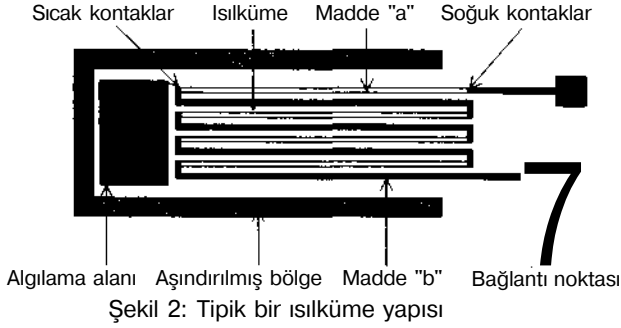 Sıcak kontaklar Isılküme Madde "a" Soğuk kontaklar
7
Algılama alanı Aşındırılmış bölge Madde "b" Bağlantı noktası
Şekil 2: Tipik bir ısılküme yapısı